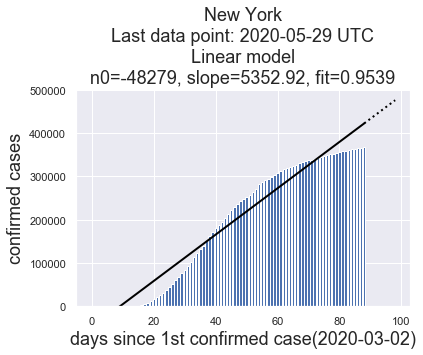 New York
Last data point: 2020-05-29 UTC
Linear model
n0=-48279, slope=5352.92, fit=0.9539
500000
400000
300000
200000
100000
0
confirmed cases
0 20 40 60 80 100
days since 1st confirmed case(2020-03-02)